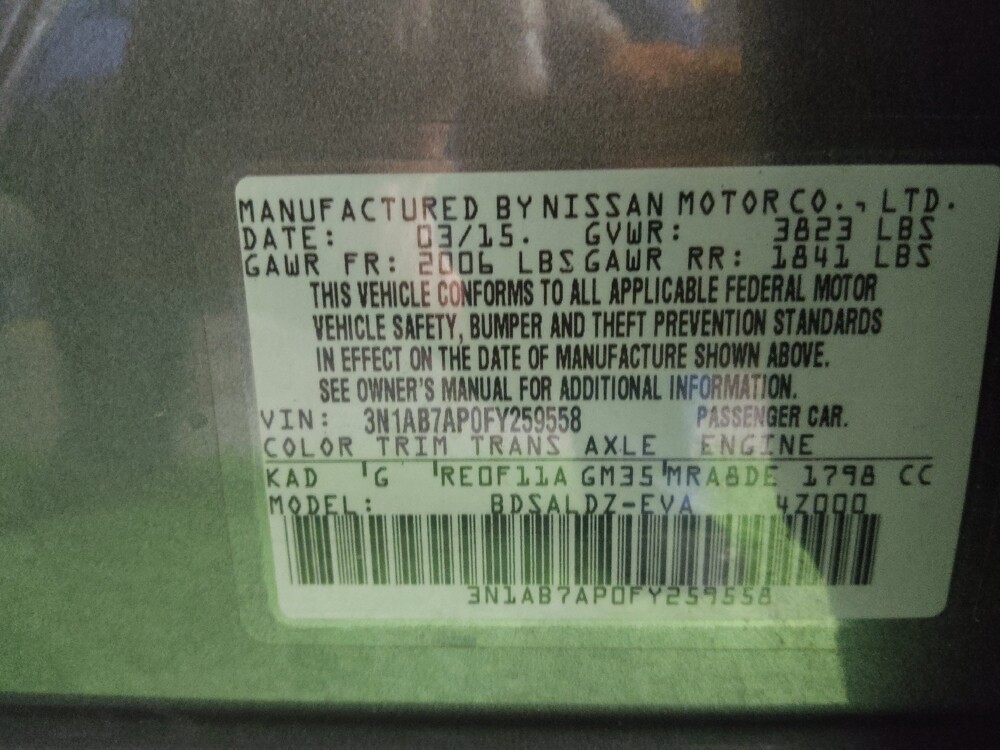 MANUFACTURED BY NISSAN MOTOR CO., LTD.
DATE: 03/15. GVWR: 3823 LBS
GAWR FR: 2006 LBS GAWR RR: 1841 LBS
THIS VEHICLE CONFORMS TO ALL APPLICABLE FEDERAL MOTOR
VEHICLE SAFETY, BUMPER AND THEFT PREVENTION STANDARDS
IN EFFECT ON THE DATE OF MANUFACTURE SHOWN ABOVE.
SEE OWNER'S MANUAL FOR ADDITIONAL INFORMATION.
VIN: 3N1AB7AP0FY259558 PASSENGER CAR.
COLOR TRIM TRANS AXLE ENGINE
KAD G RE0F11A GM35 MRA8DE 1798 CC
MODEL: BDSALDZ-EVA 4Z000
3N1AB7AP0FY259558